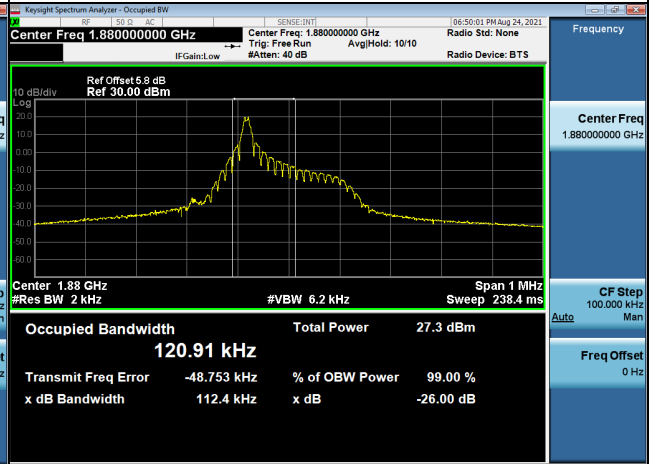 Keysight Spectrum Analyzer - Occupied BW
RF 50 Ω AC SENSE:INT 06:50:01 PM Aug 24, 2021
Center Freq 1.880000000 GHz Center Freq: 1.880000000 GHz Radio Std: None
Trig: Free Run Avg|Hold: 10/10
IFGain:Low #Atten: 40 dB Radio Device: BTS
Ref Offset 5.8 dB
10 dB/div Ref 30.00 dBm
Log
20.0
10.0
0.00
-10.0
-20.0
-30.0
-40.0
-50.0
-60.0
Center 1.88 GHz Span 1 MHz
#Res BW 2 kHz #VBW 6.2 kHz Sweep 238.4 ms
Occupied Bandwidth Total Power 27.3 dBm
120.91 kHz
Transmit Freq Error -48.753 kHz % of OBW Power 99.00 %
x dB Bandwidth 112.4 kHz x dB -26.00 dB
Frequency
Center Freq
1.880000000 GHz
CF Step
100.000 kHz
Auto Man
Freq Offset
0 Hz